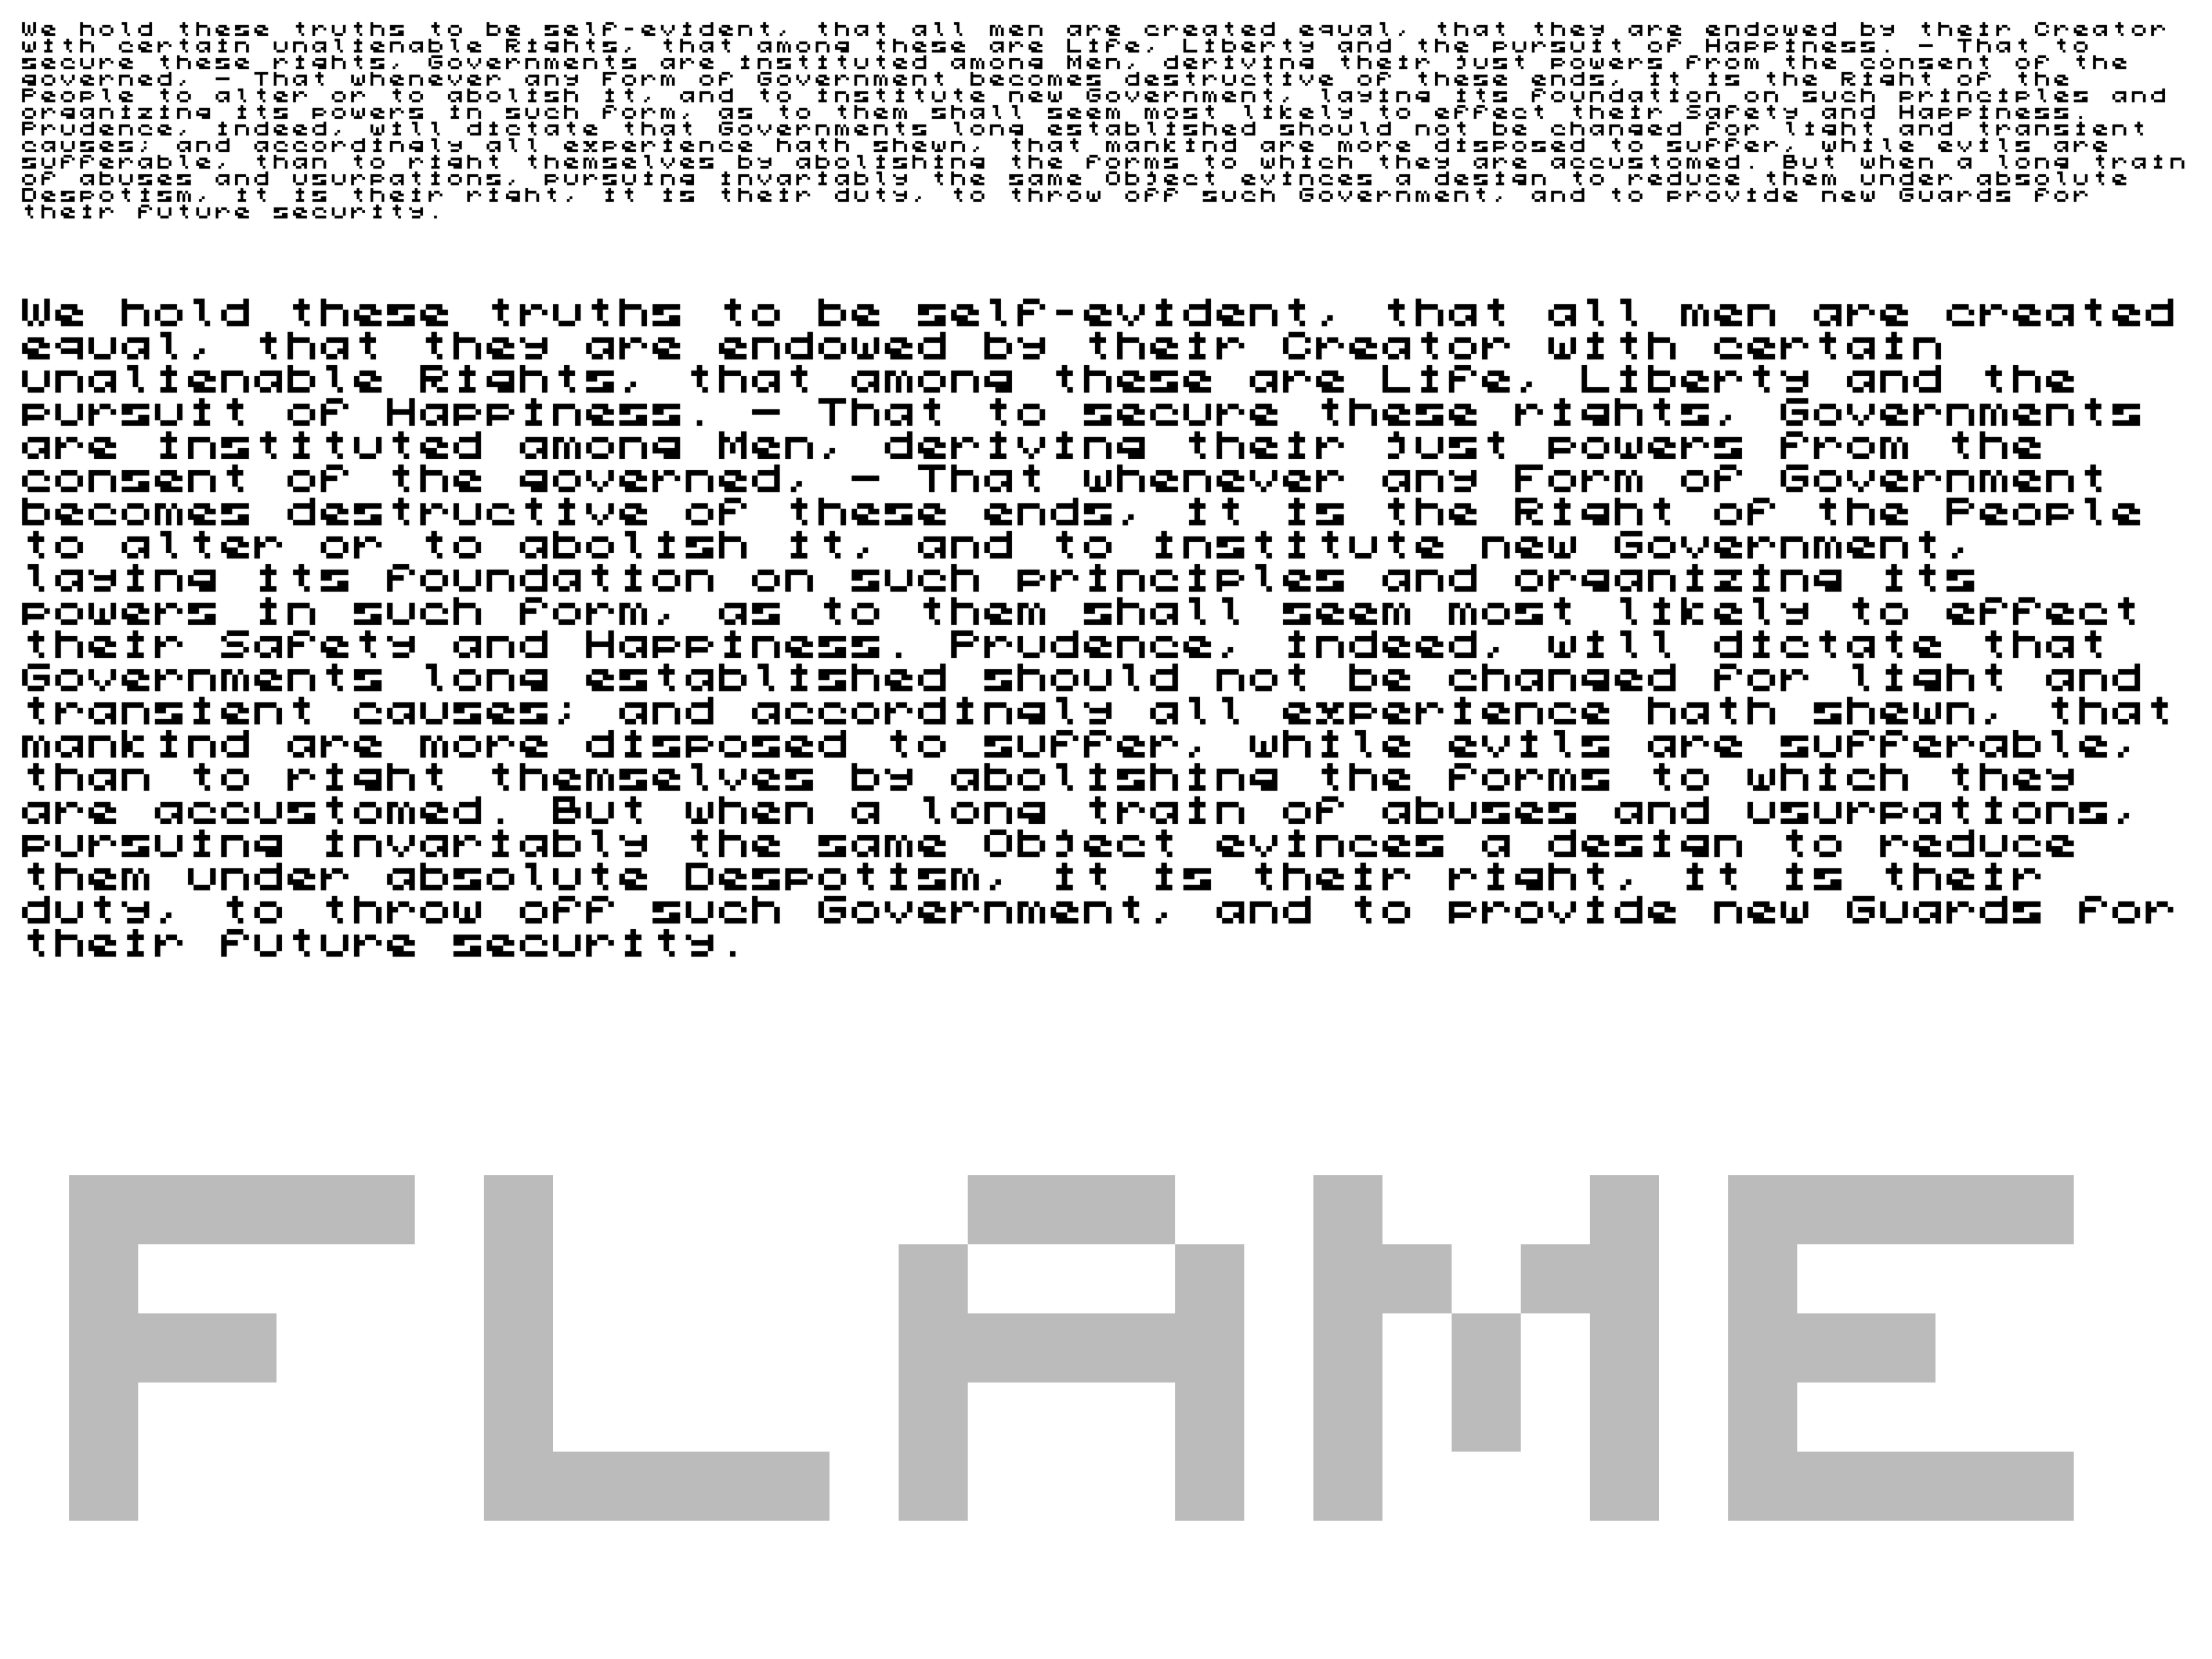 We hold these truths to be self-evident, that all men are created equal, that they are endowed by their Creator
with certain unalienable Rights, that among these are Life, Liberty and the pursuit of Happiness. — That to
secure these rights, Governments are instituted among Men, deriving their just powers from the consent of the
governed, — That whenever any Form of Government becomes destructive of these ends, it is the Right of the
People to alter or to abolish it, and to institute new Government, laying its foundation on such principles and
organizing its powers in such form, as to them shall seem most likely to effect their Safety and Happiness.
Prudence, indeed, will dictate that Governments long established should not be changed for light and transient
causes; and accordingly all experience hath shewn, that mankind are more disposed to suffer, while evils are
sufferable, than to right themselves by abolishing the forms to which they are accustomed. But when a long train
of abuses and usurpations, pursuing invariably the same Object evinces a design to reduce them under absolute
Despotism, it is their right, it is their duty, to throw off such Government, and to provide new Guards for
their future security.
We hold these truths to be self-evident, that all men are created
equal, that they are endowed by their Creator with certain
unalienable Rights, that among these are Life, Liberty and the
pursuit of Happiness. — That to secure these rights, Governments
are instituted among Men, deriving their just powers from the
consent of the governed, — That whenever any Form of Government
becomes destructive of these ends, it is the Right of the People
to alter or to abolish it, and to institute new Government,
laying its foundation on such principles and organizing its
powers in such form, as to them shall seem most likely to effect
their Safety and Happiness. Prudence, indeed, will dictate that
Governments long established should not be changed for light and
transient causes; and accordingly all experience hath shewn, that
mankind are more disposed to suffer, while evils are sufferable,
than to right themselves by abolishing the forms to which they
are accustomed. But when a long train of abuses and usurpations,
pursuing invariably the same Object evinces a design to reduce
them under absolute Despotism, it is their right, it is their
duty, to throw off such Government, and to provide new Guards for
their future security.
FLAME